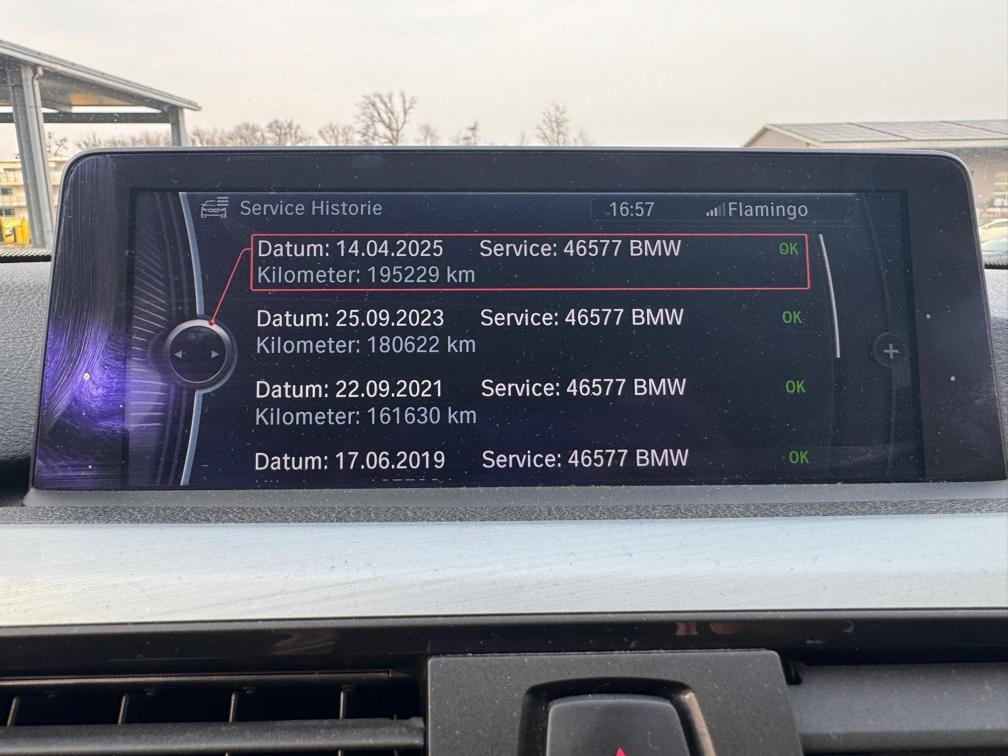 Service Historie
16:57
Flamingo
Datum: 14.04.2025 Service: 46577 BMW OK
Kilometer: 195229 km
Datum: 25.09.2023 Service: 46577 BMW OK
Kilometer: 180622 km
Datum: 22.09.2021 Service: 46577 BMW OK
Kilometer: 161630 km
Datum: 17.06.2019 Service: 46577 BMW OK